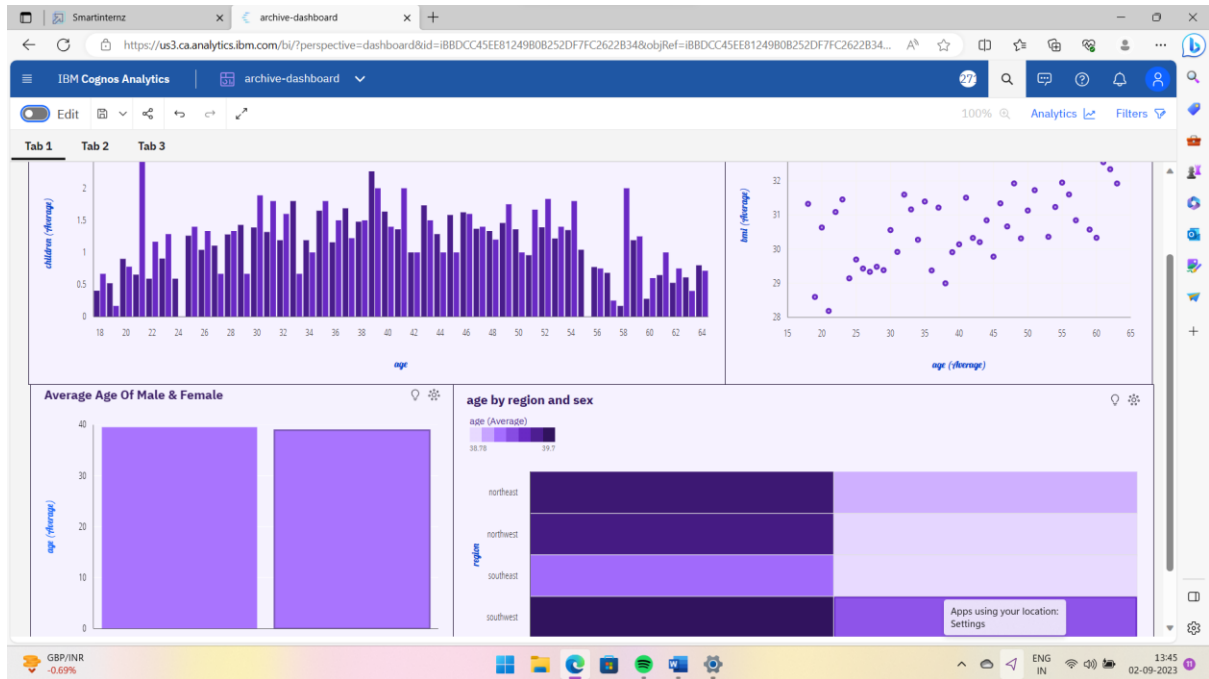 Smartinternz
archive-dashboard
https://us3.ca.analytics.ibm.com/bi/?perspective=dashboard&id=iBBDCC45EE81249B0B252DF7FC2622B34&objRef=iBBDCC45EE81249B0B252DF7FC2622B34...
IBM Cognos Analytics
archive-dashboard
Edit
100%
Analytics
Filters
Tab 1 Tab 2 Tab 3
children (Average)
2
1.5
1
0.5
0
18 20 22 24 26 28 30 32 34 36 38 40 42 44 46 48 50 52 54 56 58 60 62 64
age
bmi (Average)
32
31
30
29
28
15 20 25 30 35 40 45 50 55 60 65
age (Average)
Average Age Of Male & Female
age (Average)
40
30
20
10
0
age by region and sex
age (Average)
38.78 39.7
region
northeast
northwest
southeast
southwest
Apps using your location:
Settings
GBP/INR
-0.69%
ENG
IN
13:45
02-09-2023